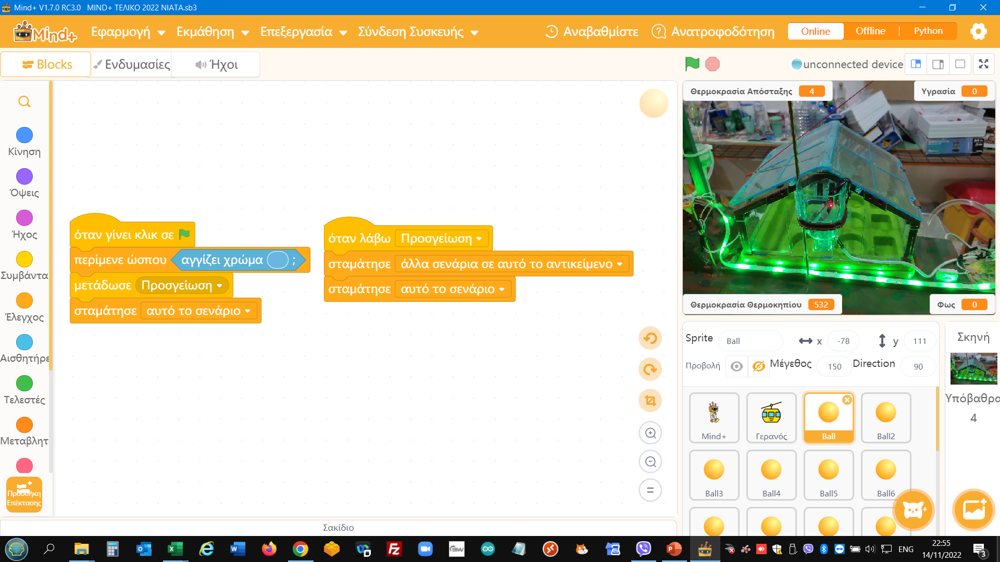 Mind+ V1.7.0 RC3.0   MIND+ ΤΕΛΙΚΟ 2022 ΝΙΑΤΑ.sb3
Mind+ Εφαρμογή Εκμάθηση Επεξεργασία Σύνδεση Συσκευής Αναβαθμίστε Ανατροφοδότηση Online Offline Python
Blocks Ενδυμασίες Ήχοι unconnected device
Θερμοκρασία Απόσταξης 4 Υγρασία 0
Κίνηση
Όψεις
Ήχος
Συμβάντα
Έλεγχος
Αισθητήρε
Τελεστές
Μεταβλητ
Προσθήκη
Επέκτασης
όταν γίνει κλικ σε
περίμενε ώσπου αγγίζει χρώμα ;
μετάδωσε Προσγείωση
σταμάτησε αυτό το σενάριο
όταν λάβω Προσγείωση
σταμάτησε άλλα σενάρια σε αυτό το αντικείμενο
σταμάτησε αυτό το σενάριο
Θερμοκρασία Θερμοκηπίου 532 Φως 0
Sprite Ball x -78 y 111
Προβολή Μέγεθος 150 Direction 90
Mind+ Γερανός Ball Ball2
Ball3 Ball4 Ball5 Ball6
Σκηνή
Υπόβαθρα
4
Σακίδιο
ENG
22:55
14/11/2022
3